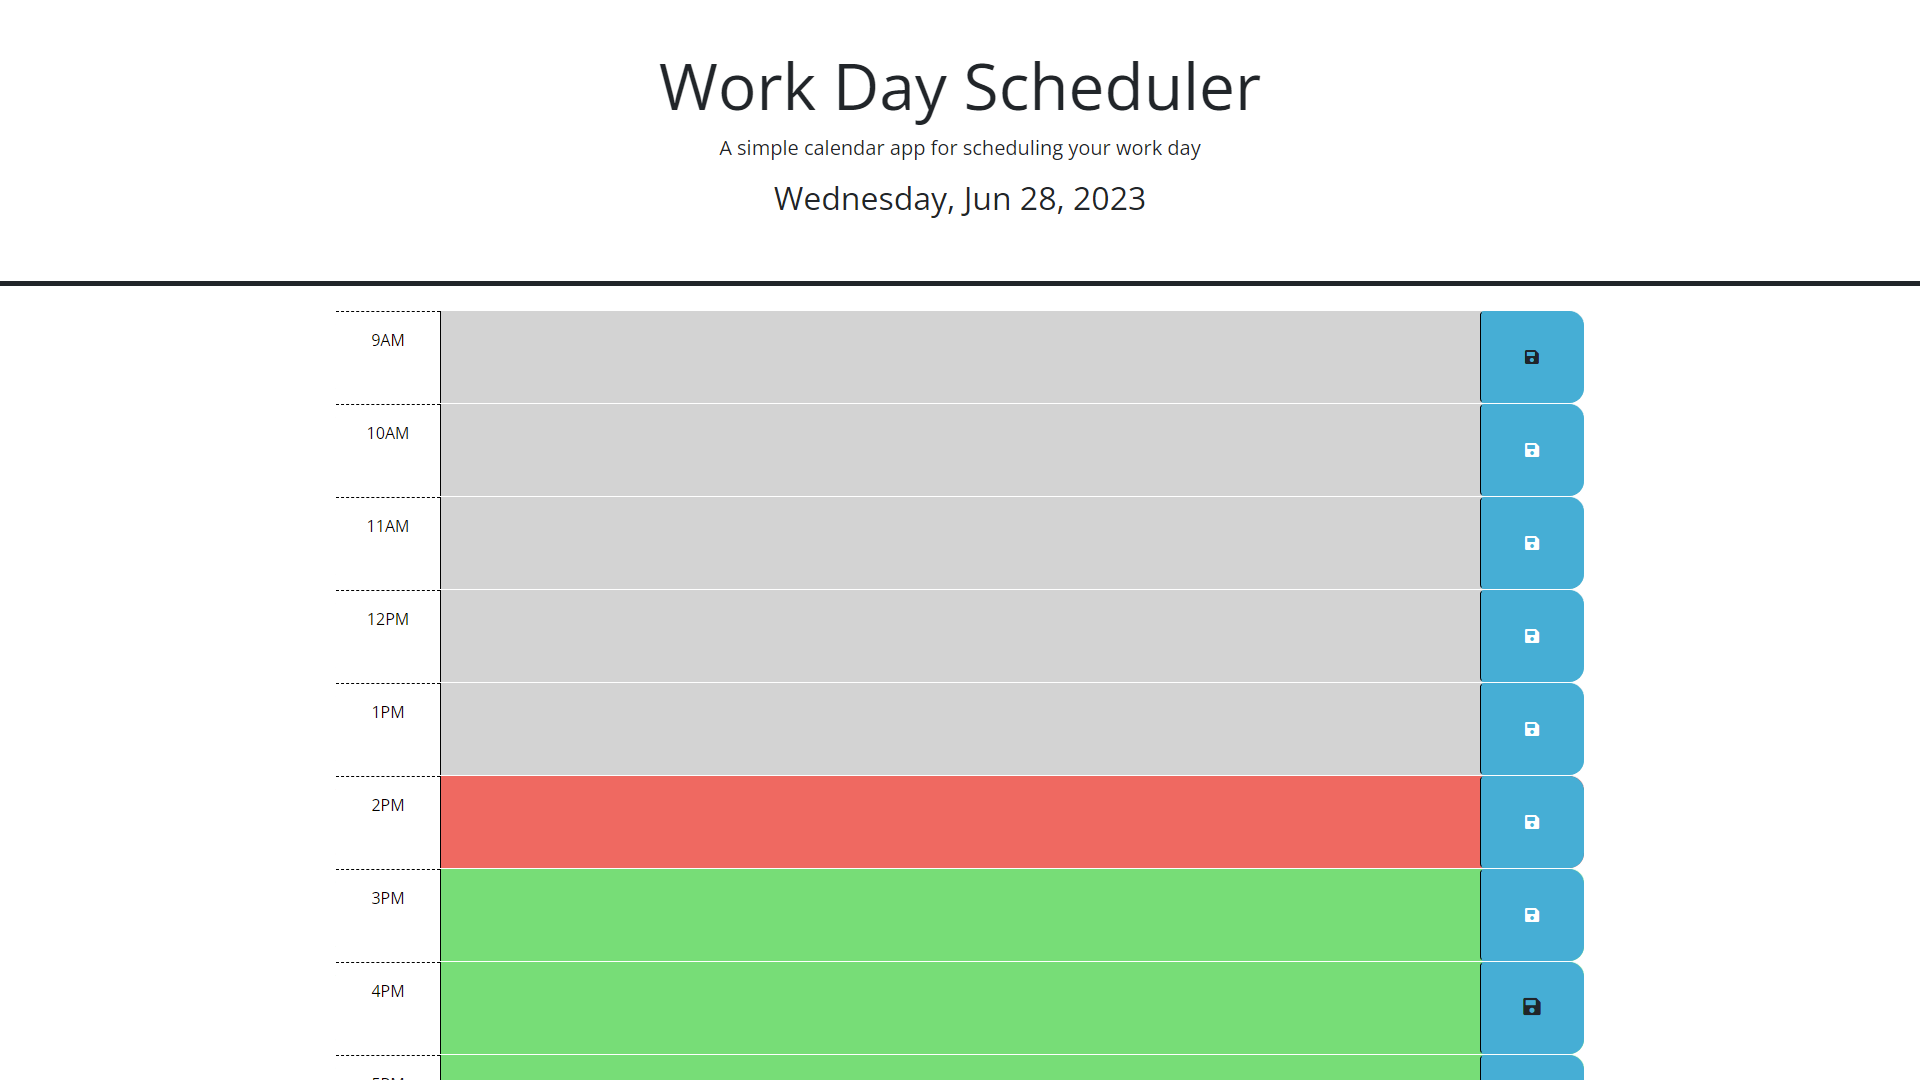 Work Day Scheduler
A simple calendar app for scheduling your work day
Wednesday, Jun 28, 2023
9AM
10AM
11AM
12PM
1PM
2PM
3PM
4PM